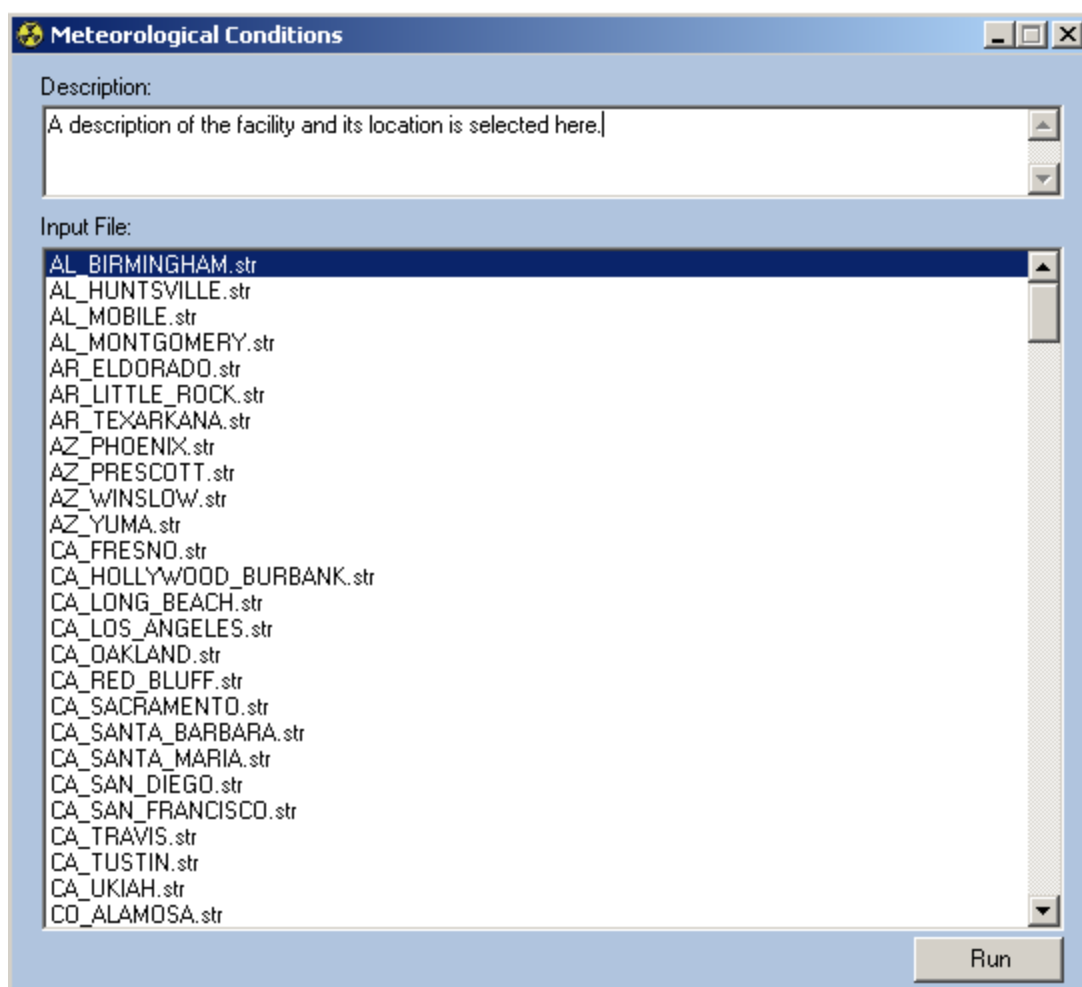 Meteorological Conditions
Description:
A description of the facility and its location is selected here.
Input File:
AL_BIRMINGHAM.str
AL_HUNTSVILLE.str
AL_MOBILE.str
AL_MONTGOMERY.str
AR_ELDORADO.str
AR_LITTLE_ROCK.str
AR_TEXARKANA.str
AZ_PHOENIX.str
AZ_PRESCOTT.str
AZ_WINSLOW.str
AZ_YUMA.str
CA_FRESNO.str
CA_HOLLYWOOD_BURBANK.str
CA_LONG_BEACH.str
CA_LOS_ANGELES.str
CA_OAKLAND.str
CA_RED_BLUFF.str
CA_SACRAMENTO.str
CA_SANTA_BARBARA.str
CA_SANTA_MARIA.str
CA_SAN_DIEGO.str
CA_SAN_FRANCISCO.str
CA_TRAVIS.str
CA_TUSTIN.str
CA_UKIAH.str
CO_ALAMOSA.str
Run